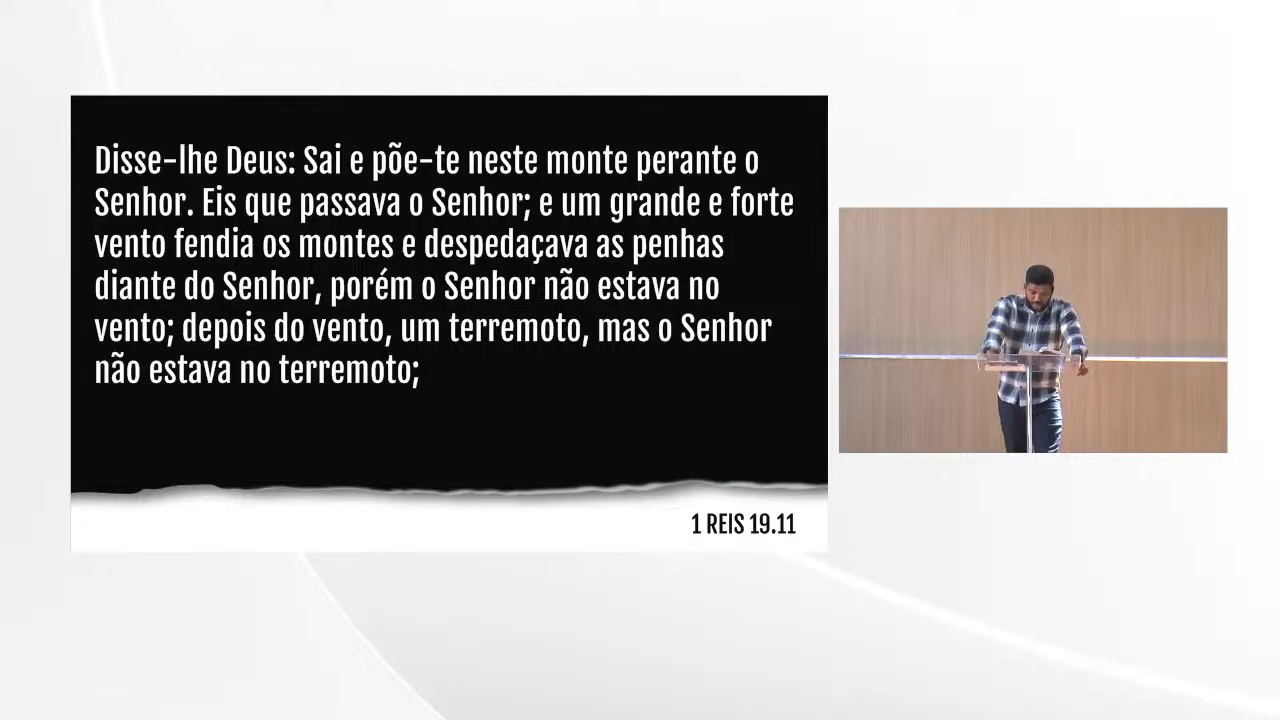 Disse-lhe Deus: Sai e põe-te neste monte perante o
Senhor. Eis que passava o Senhor; e um grande e forte
vento fendia os montes e despedaçava as penhas
diante do Senhor, porém o Senhor não estava no
vento; depois do vento, um terremoto, mas o Senhor
não estava no terremoto;
1 REIS 19.11